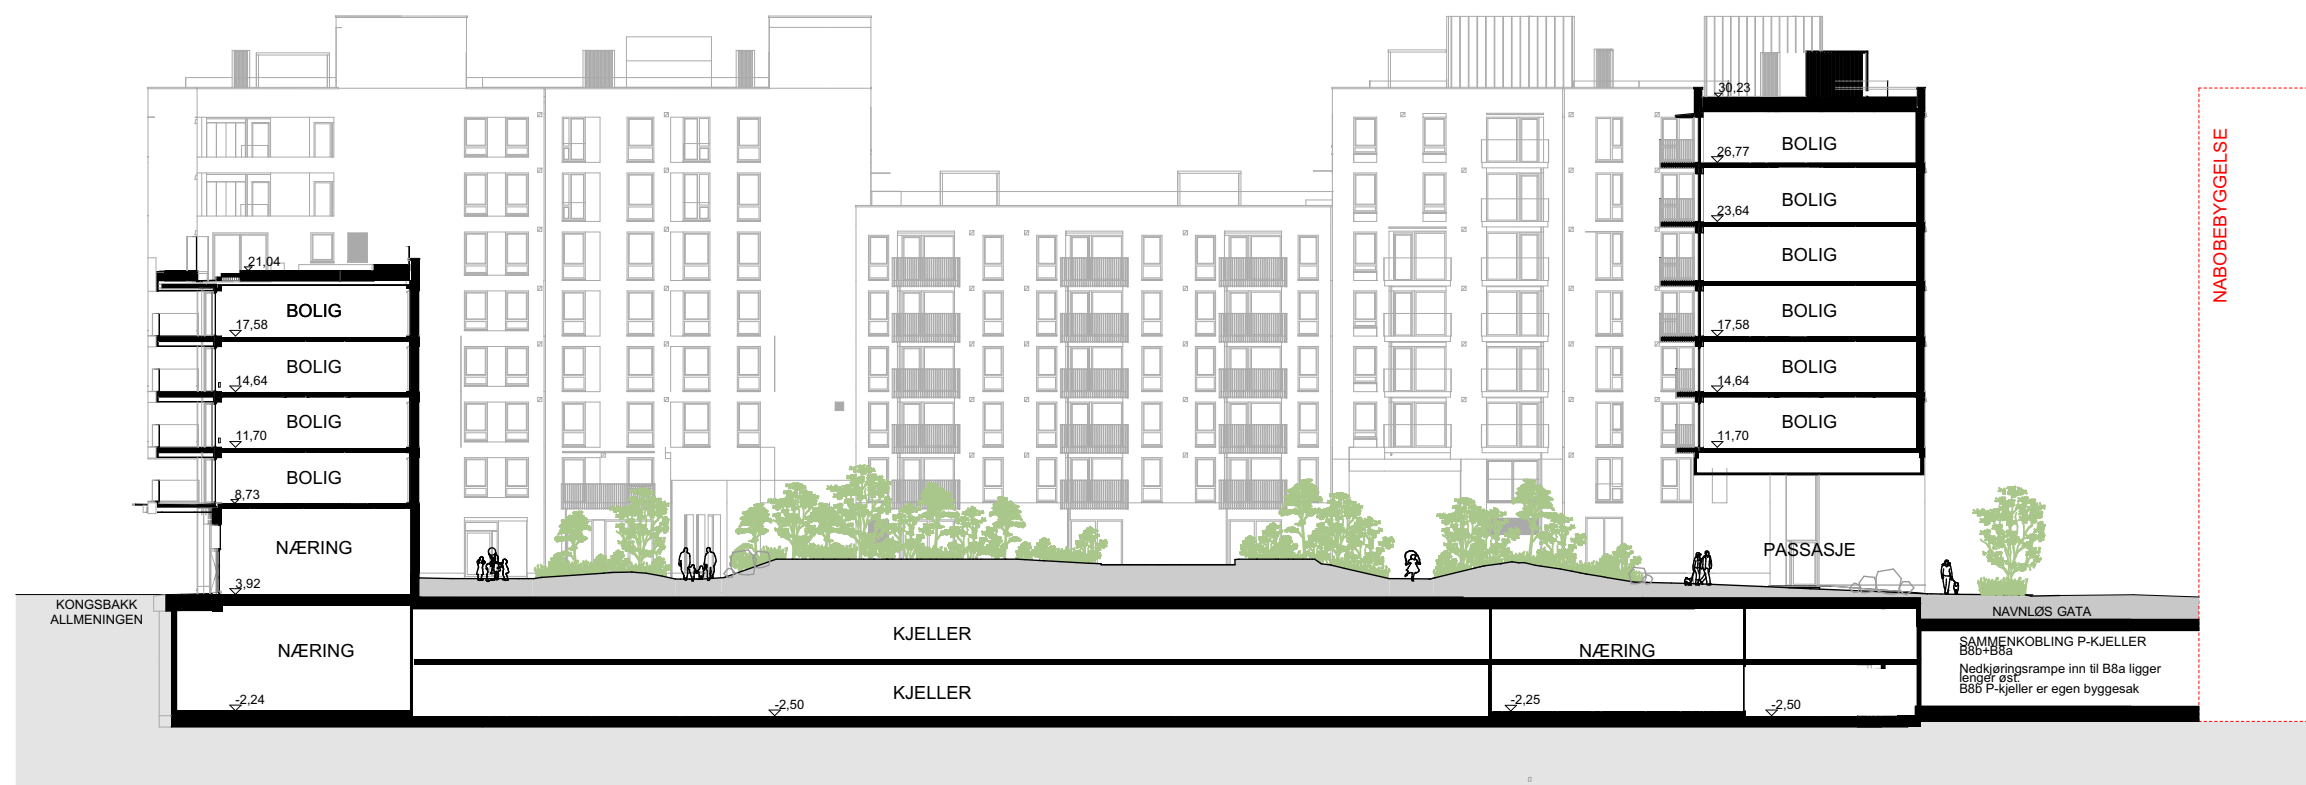 30,23
BOLIG
26,77
BOLIG
23,64
BOLIG
BOLIG
17,58
BOLIG
14,64
BOLIG
11,70
PASSASJE
NABOBEBYGGELSE
21,04
BOLIG
17,58
BOLIG
14,64
BOLIG
11,70
BOLIG
8,73
NÆRING
3,92
KONGSBAKK
ALLMENINGEN
NÆRING
-2,24
KJELLER
KJELLER
-2,50
NÆRING
-2,25
-2,50
NAVNLØS GATA
SAMMENKOBLING P-KJELLER
B8b+B8a
Nedkjøringsrampe inn til B8a ligger
lenger øst.
B8b P-kjeller er egen byggesak